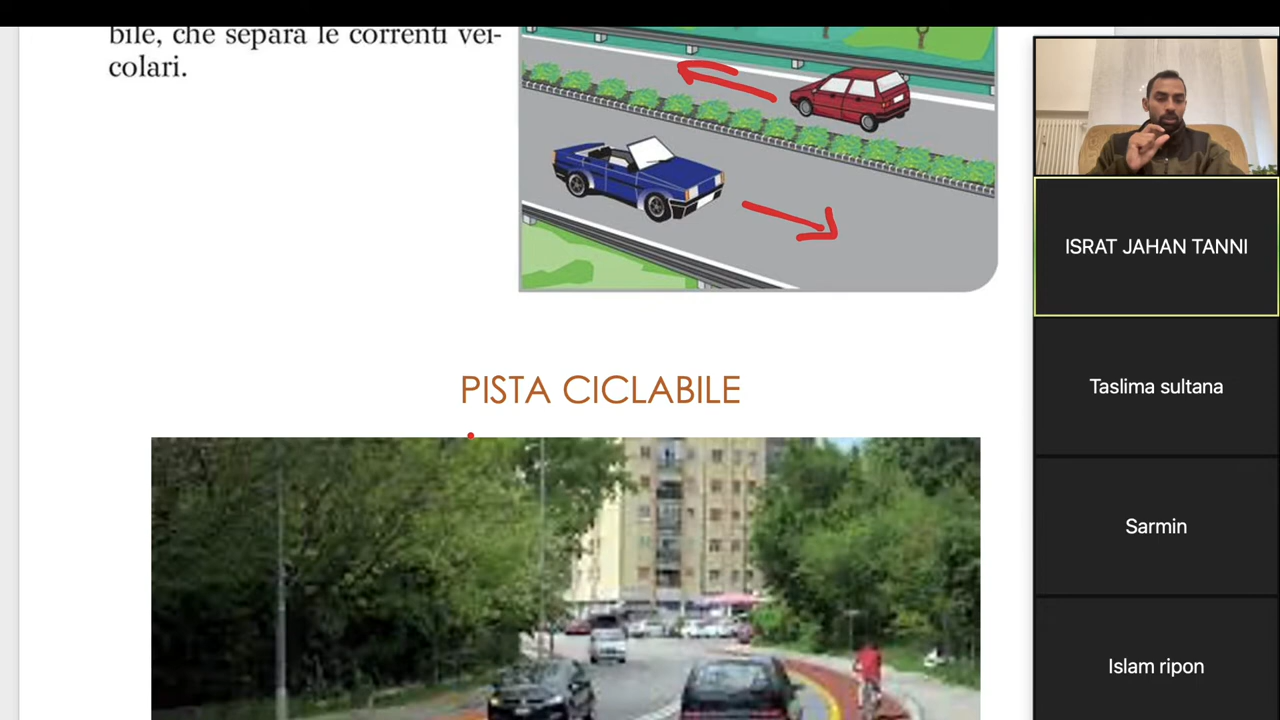 bile, che separa le correnti vei-
colari.
PISTA CICLABILE
ISRAT JAHAN TANNI
Taslima sultana
Sarmin
Islam ripon